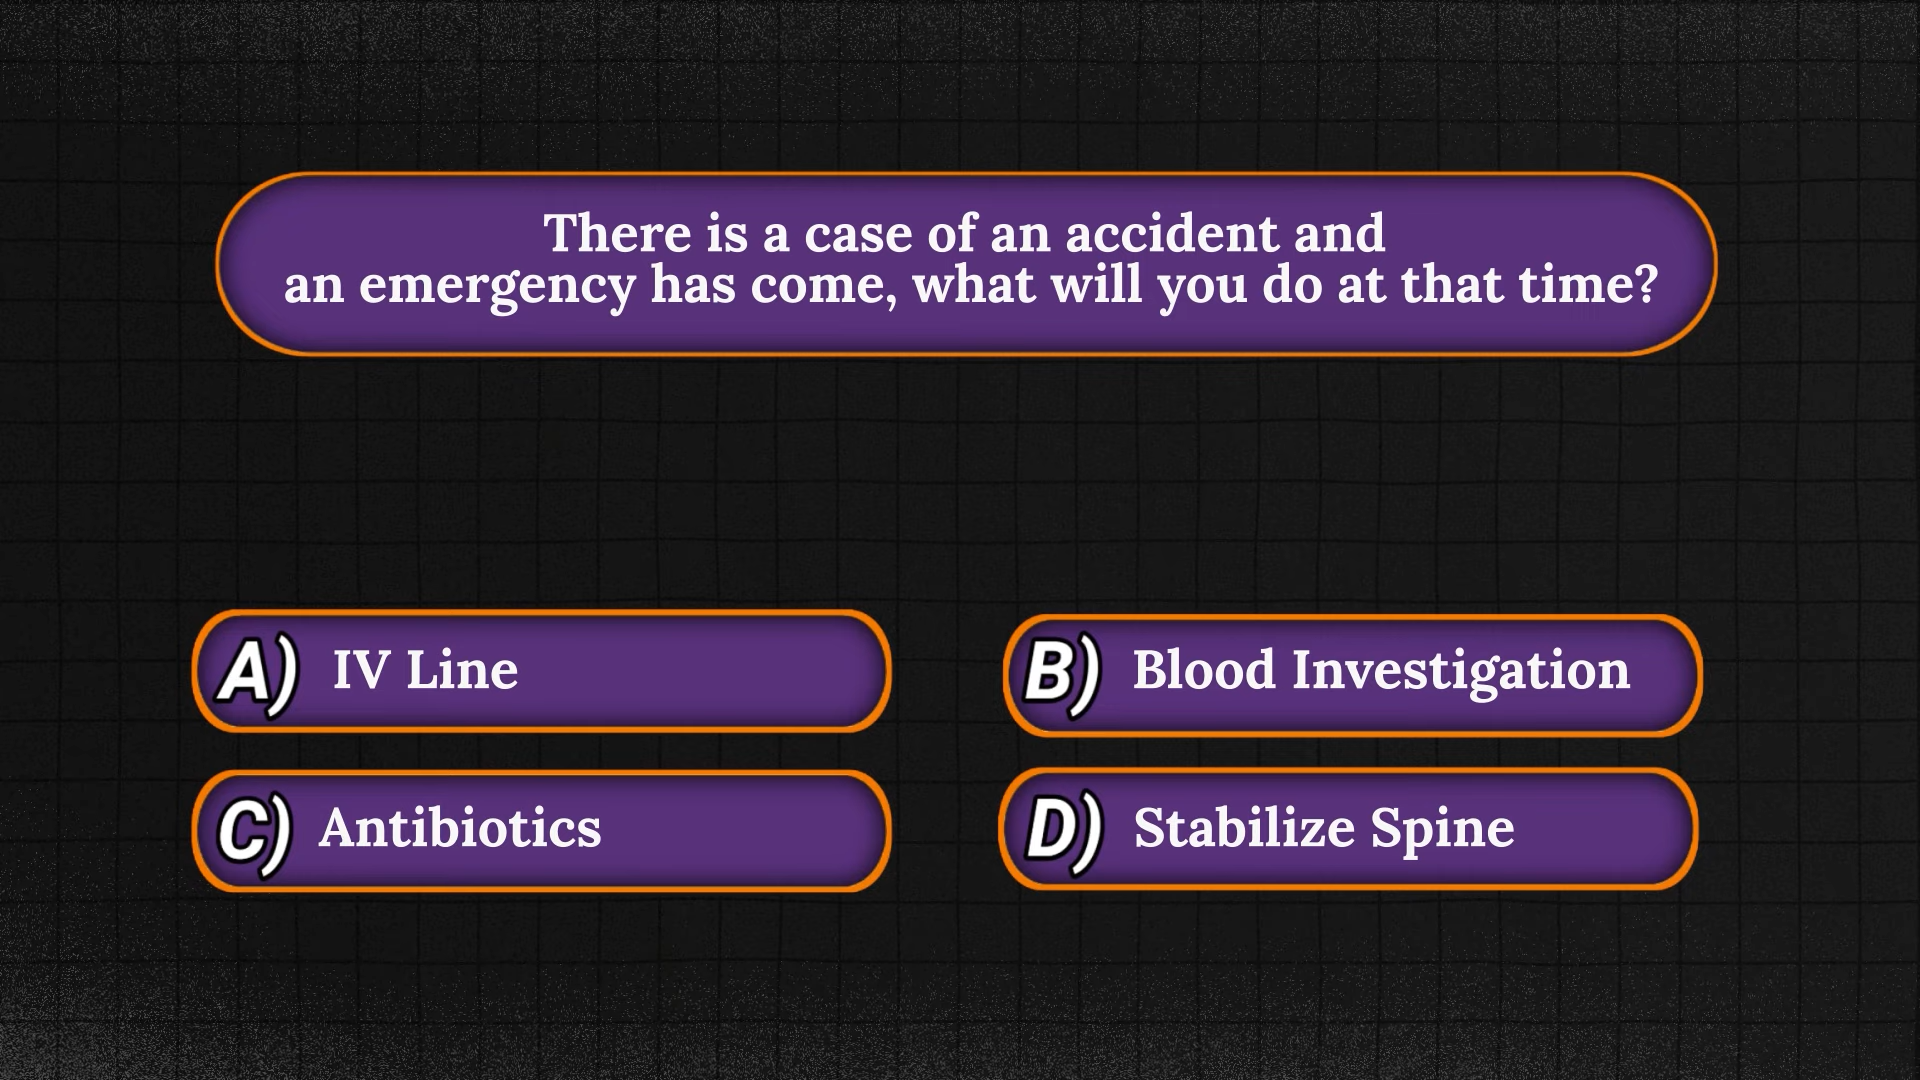 There is a case of an accident and
an emergency has come, what will you do at that time?
A) IV Line
B) Blood Investigation
C) Antibiotics
D) Stabilize Spine